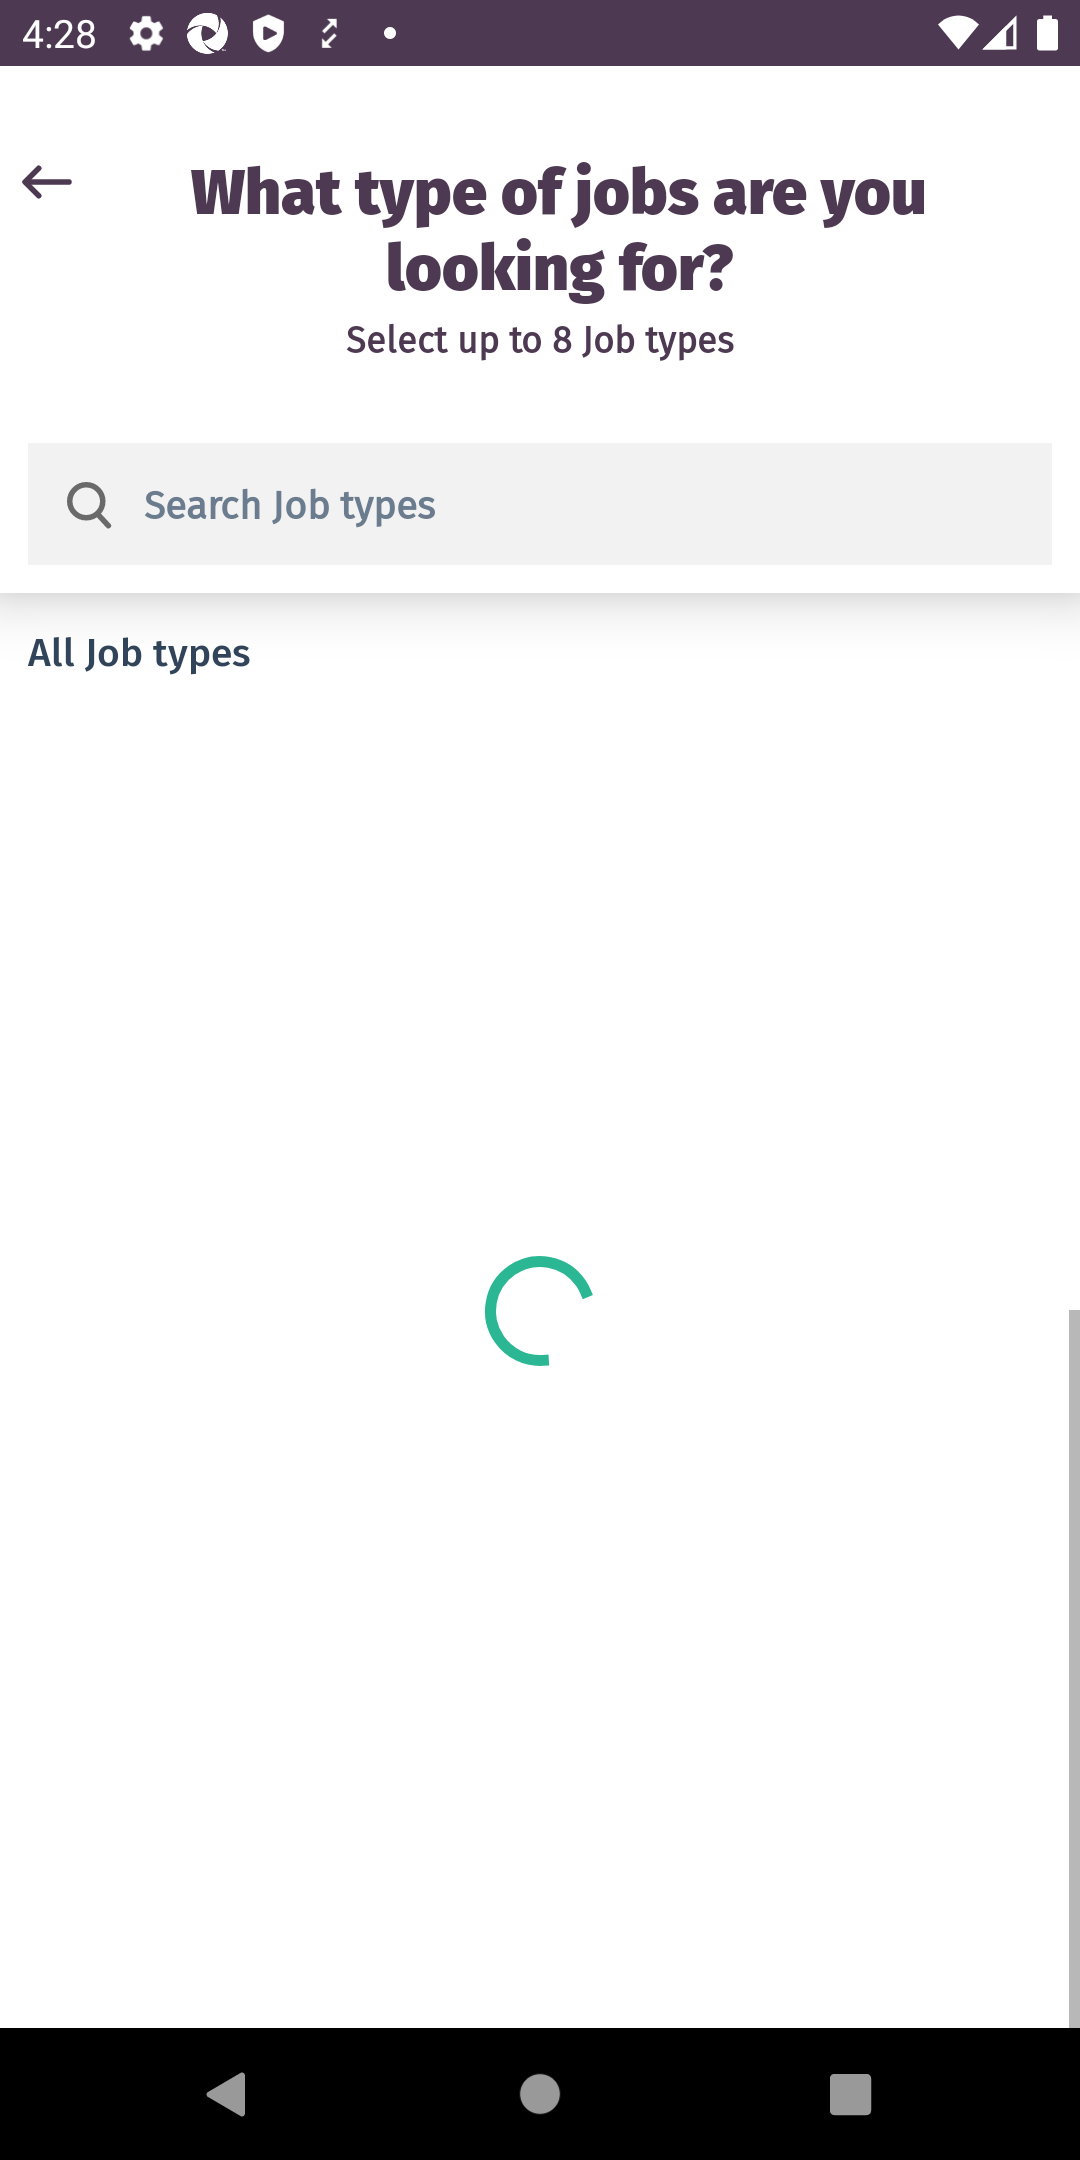 4:28
What type of jobs are you
looking for?
Select up to 8 Job types
Search Job types
All Job types